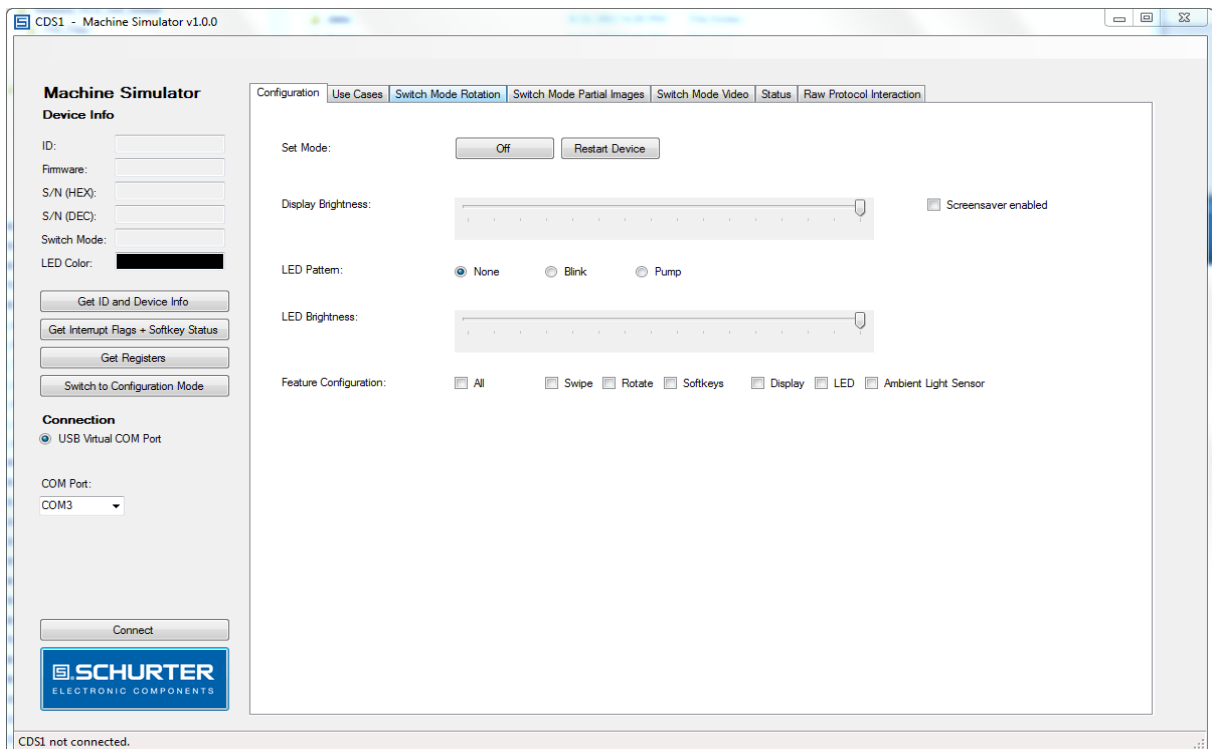 CDS1 - Machine Simulator v1.0.0
Machine Simulator
Device Info
ID:
Firmware:
S/N (HEX):
S/N (DEC):
Switch Mode:
LED Color:
Get ID and Device Info
Get Interrupt Flags + Softkey Status
Get Registers
Switch to Configuration Mode
Connection
USB Virtual COM Port
COM Port:
COM3
Connect
SCHURTER
ELECTRONIC COMPONENTS
Configuration Use Cases Switch Mode Rotation Switch Mode Partial Images Switch Mode Video Status Raw Protocol Interaction
Set Mode: Off Restart Device
Display Brightness: Screensaver enabled
LED Pattern: None Blink Pump
LED Brightness:
Feature Configuration: All Swipe Rotate Softkeys Display LED Ambient Light Sensor
CDS1 not connected.